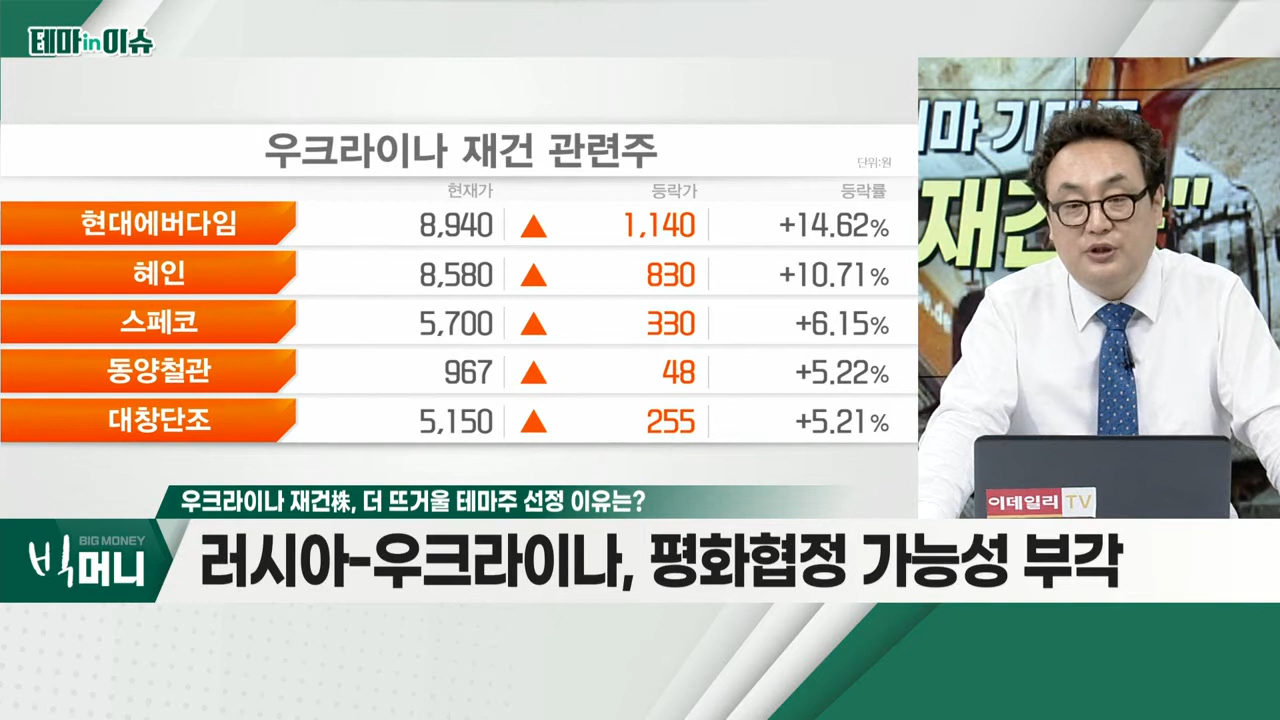 테마in이슈
우크라이나 재건 관련주
단위:원
현재가 등락가 등락률
현대에버다임 8,940 ▲ 1,140 +14.62%
혜인 8,580 ▲ 830 +10.71%
스페코 5,700 ▲ 330 +6.15%
동양철관 967 ▲ 48 +5.22%
대창단조 5,150 ▲ 255 +5.21%
이데일리 TV
우크라이나 재건株, 더 뜨거울 테마주 선정 이유는?
BIG MONEY
빅머니
러시아-우크라이나, 평화협정 가능성 부각